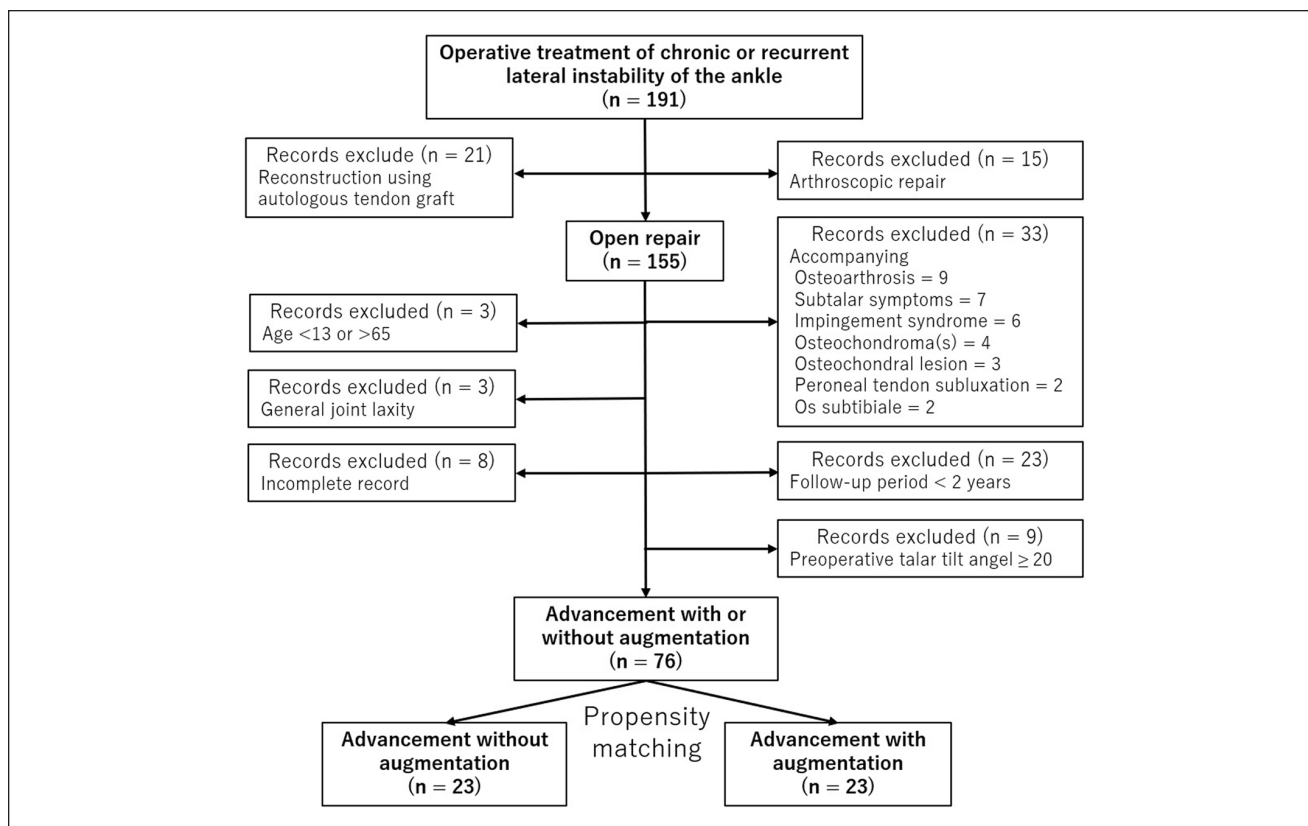 Operative treatment of chronic or recurrent
lateral instability of the ankle
(n = 191)
Records exclude (n = 21)
Reconstruction using
autologous tendon graft
Records excluded (n = 15)
Arthroscopic repair
Open repair
(n = 155)
Records excluded (n = 33)
Accompanying
Osteoarthrosis = 9
Subtalar symptoms = 7
Impingement syndrome = 6
Osteochondroma(s) = 4
Osteochondral lesion = 3
Peroneal tendon subluxation = 2
Os subtibiale = 2
Records excluded (n = 3)
Age <13 or >65
Records excluded (n = 3)
General joint laxity
Records excluded (n = 8)
Incomplete record
Records excluded (n = 23)
Follow-up period < 2 years
Records excluded (n = 9)
Preoperative talar tilt angel ≥ 20
Advancement with or
without augmentation
(n = 76)
Propensity
matching
Advancement without
augmentation
(n = 23)
Advancement with
augmentation
(n = 23)